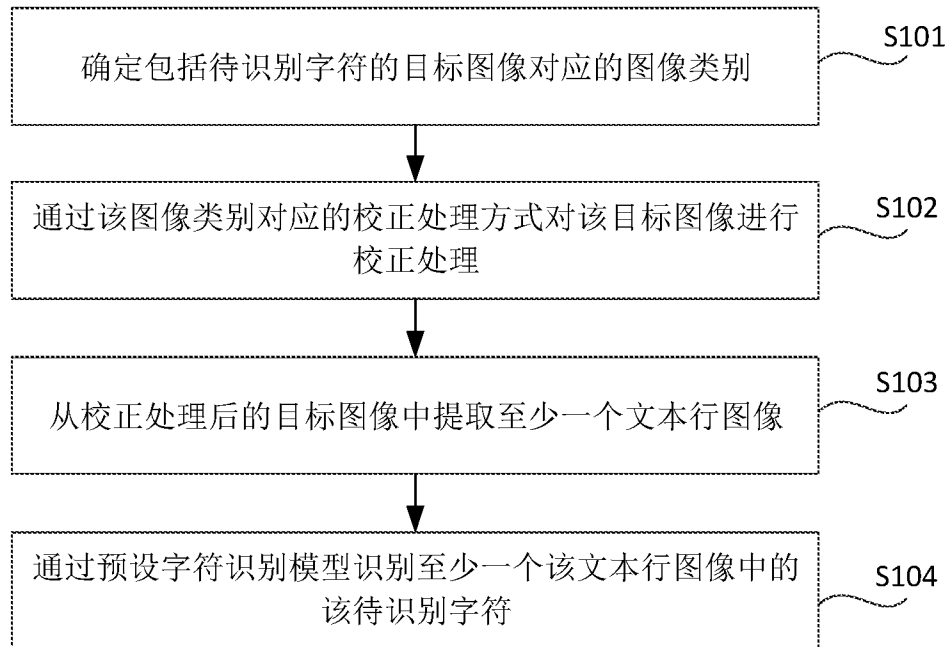 S101
确定包括待识别字符的目标图像对应的图像类别
S102
通过该图像类别对应的校正处理方式对该目标图像进行
校正处理
S103
从校正处理后的目标图像中提取至少一个文本行图像
S104
通过预设字符识别模型识别至少一个该文本行图像中的
该待识别字符